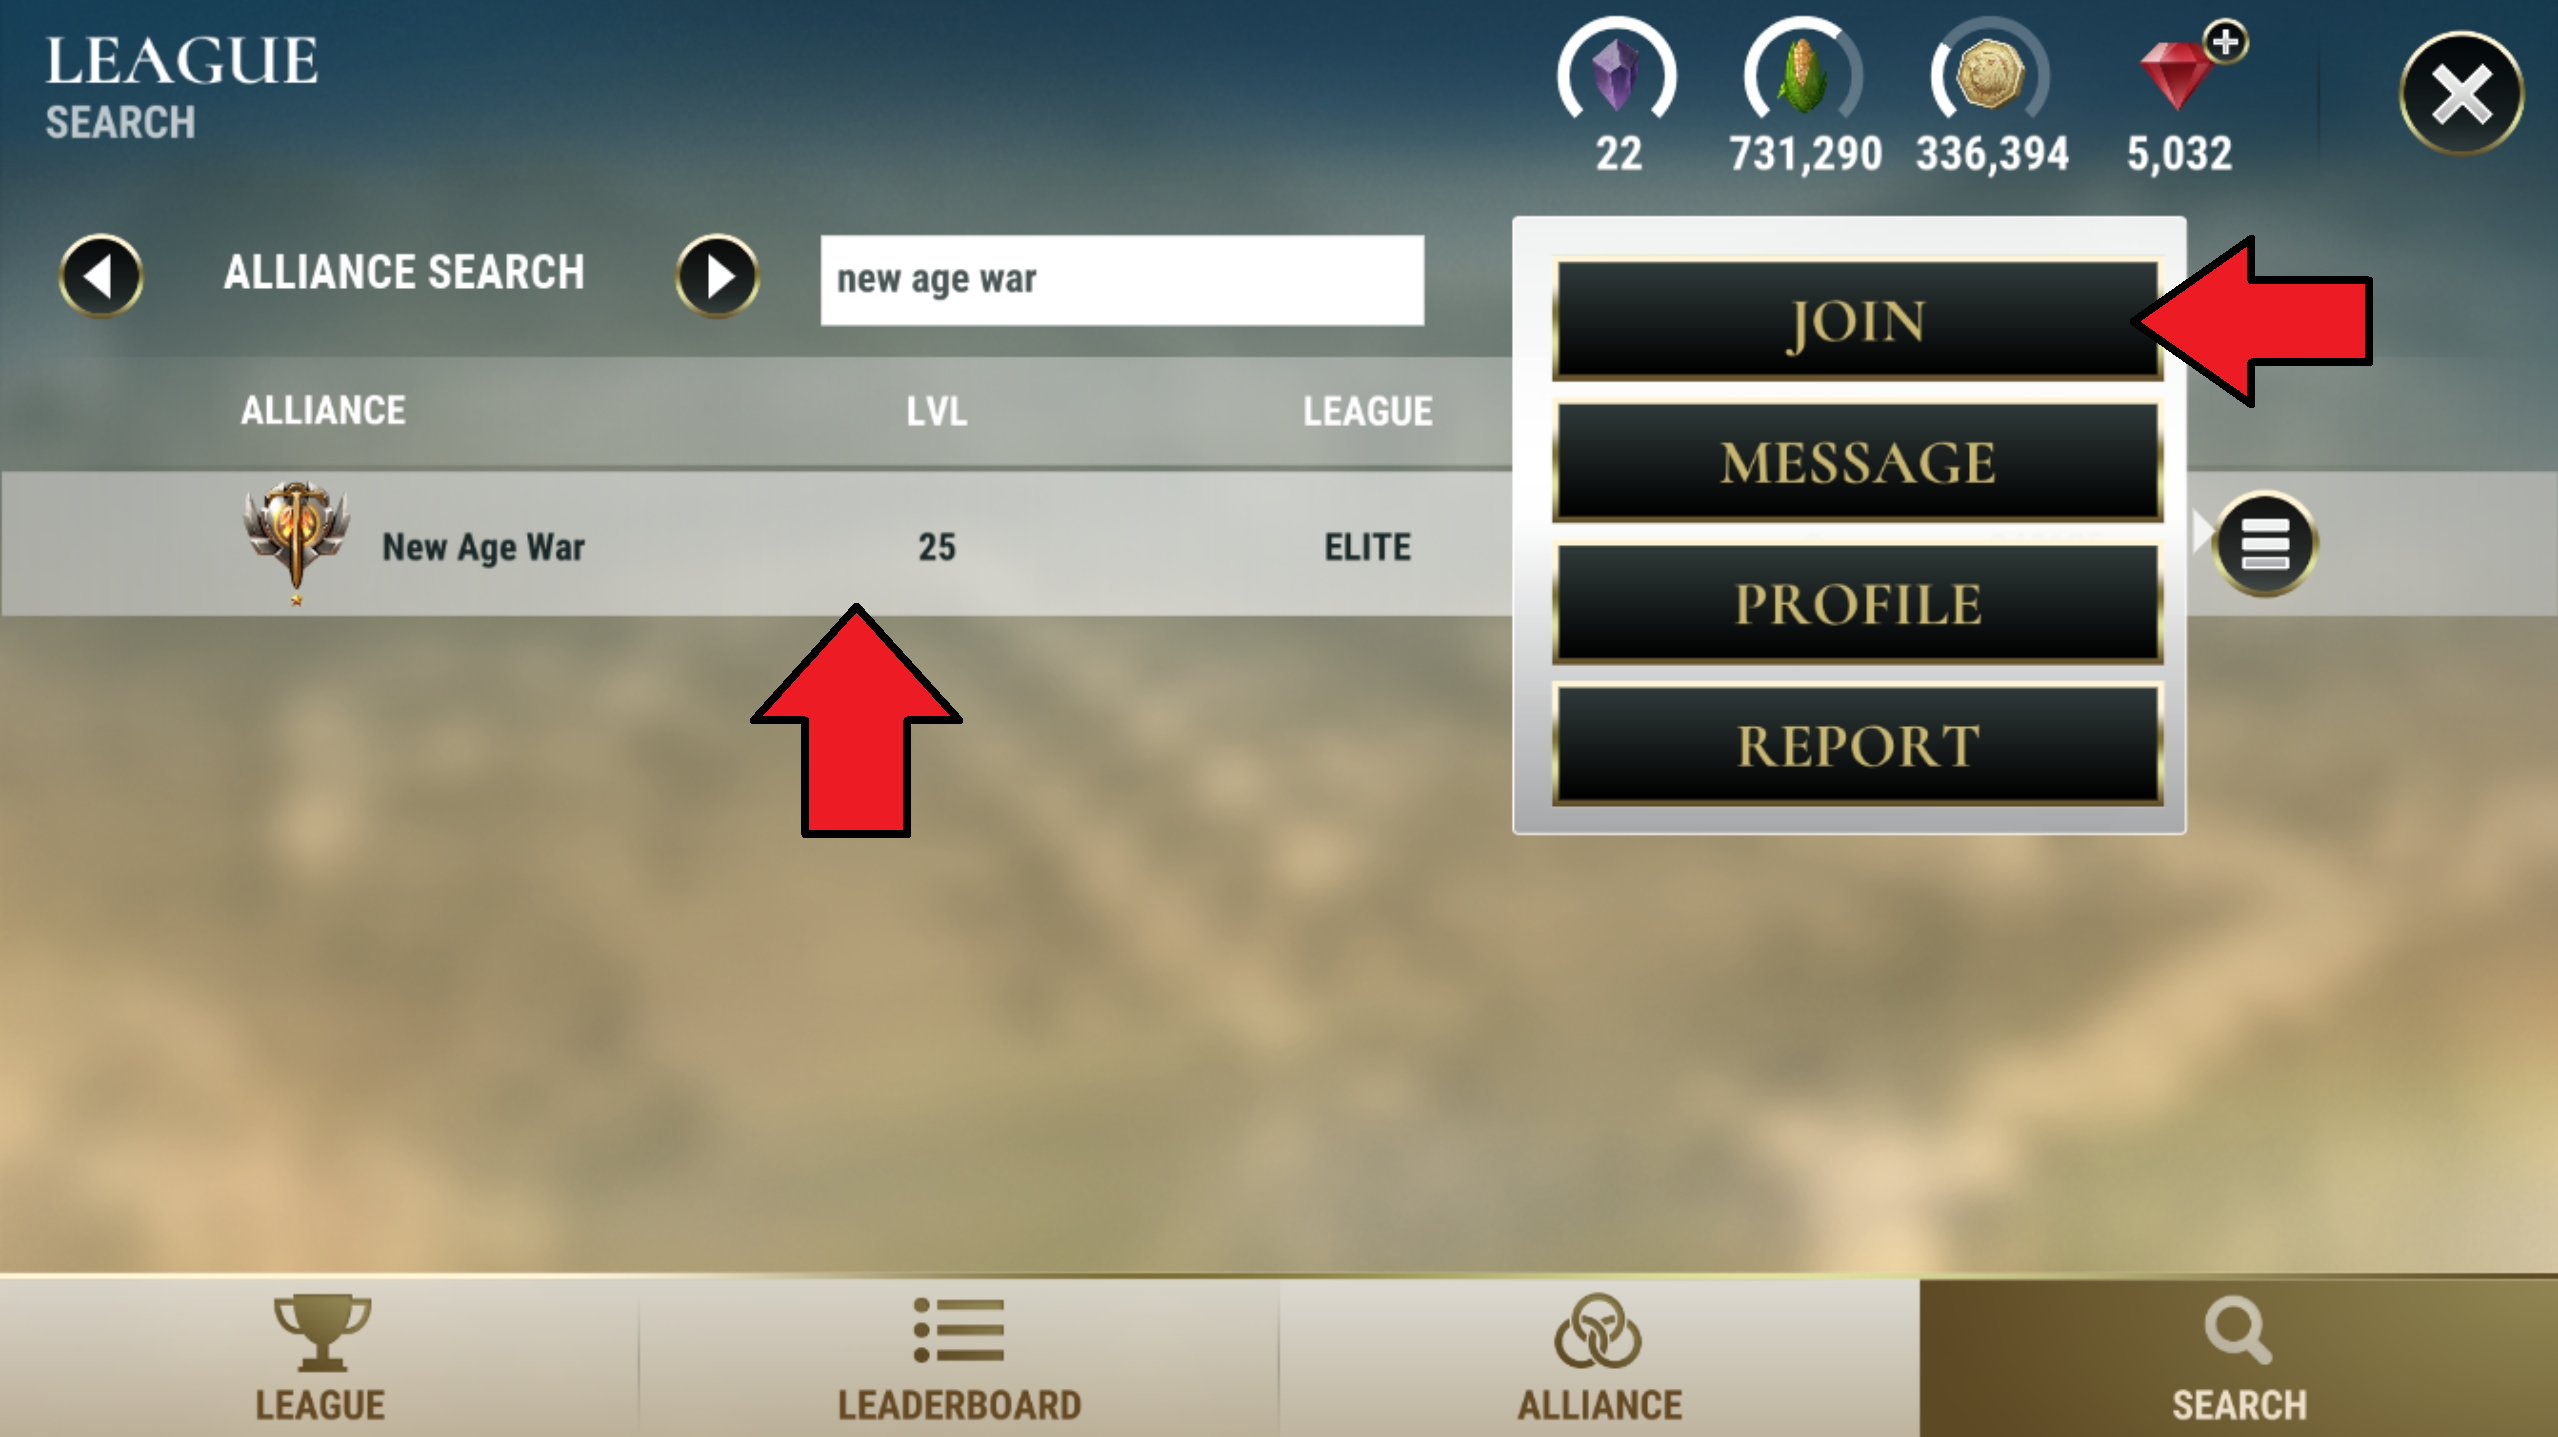 LEAGUE
SEARCH
22
731,290
336,394
5,032
ALLIANCE SEARCH
new age war
ALLIANCE
LVL
LEAGUE
New Age War
25
ELITE
JOIN
MESSAGE
PROFILE
REPORT
LEAGUE
LEADERBOARD
ALLIANCE
SEARCH